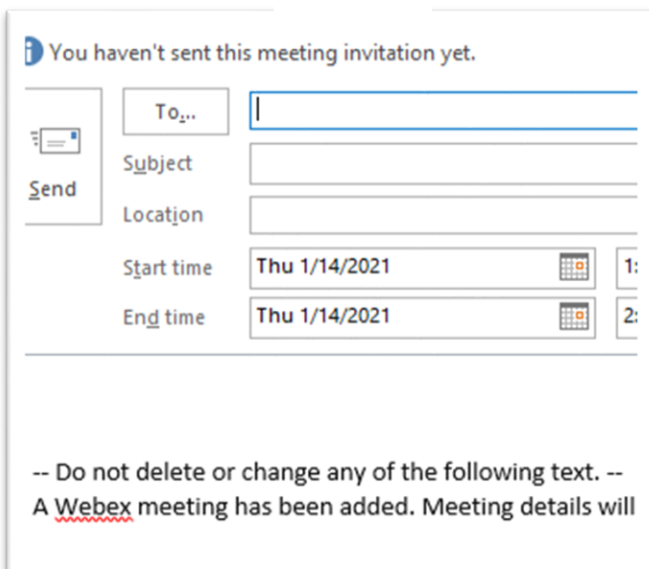 You haven't sent this meeting invitation yet.
To...
Send
Subject
Location
Start time Thu 1/14/2021 1:
End time Thu 1/14/2021 2:
-- Do not delete or change any of the following text. --
A Webex meeting has been added. Meeting details will